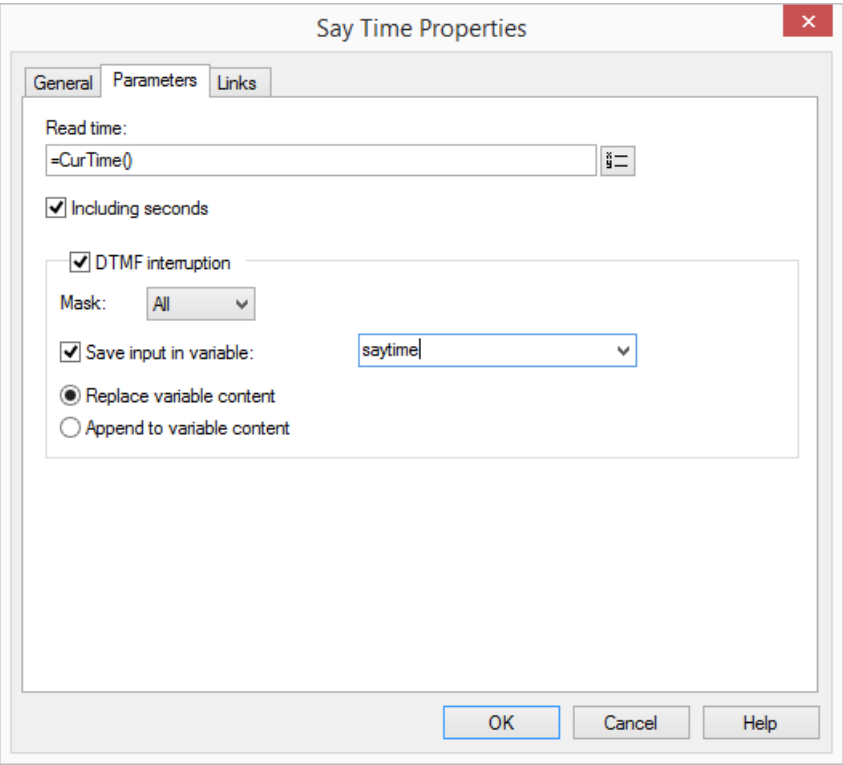 Say Time Properties
General Parameters Links
Read time:
=CurTime()
Including seconds
DTMF interruption
Mask: All
Save input in variable: saytime
Replace variable content
Append to variable content
OK Cancel Help